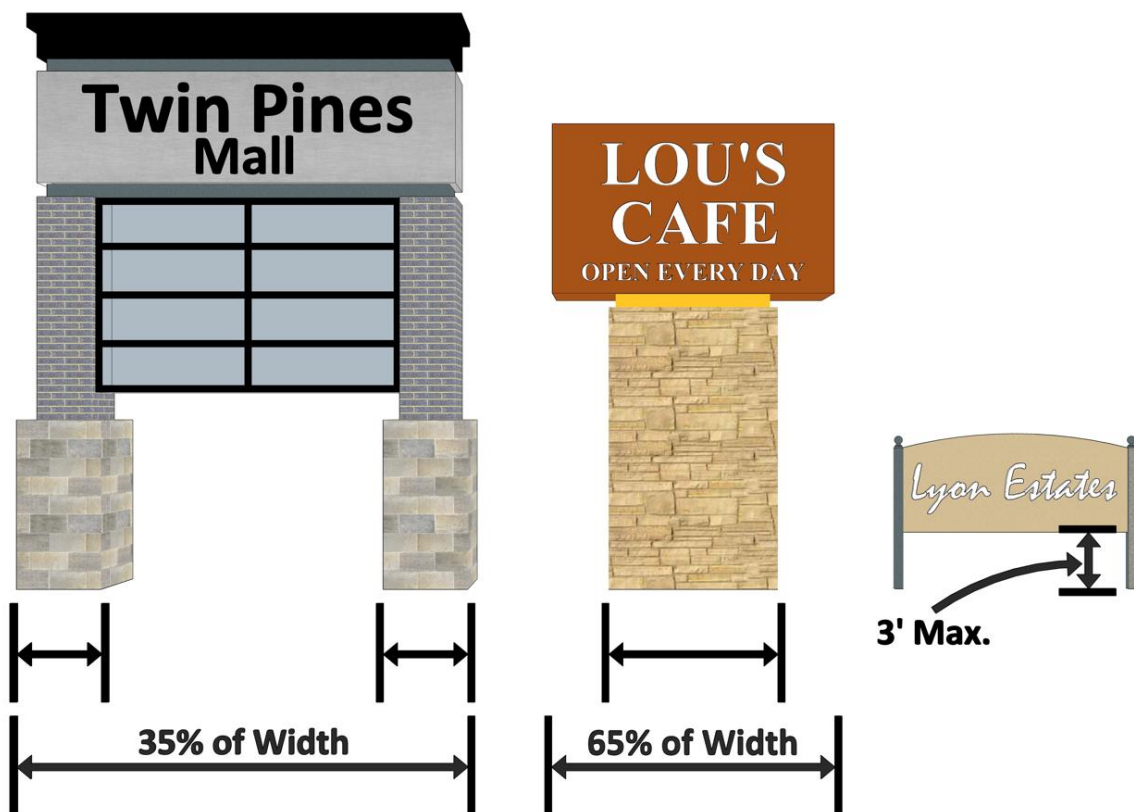 Twin Pines
Mall
LOU'S
CAFE
OPEN EVERY DAY
Lyon Estates
3' Max.
35% of Width
65% of Width